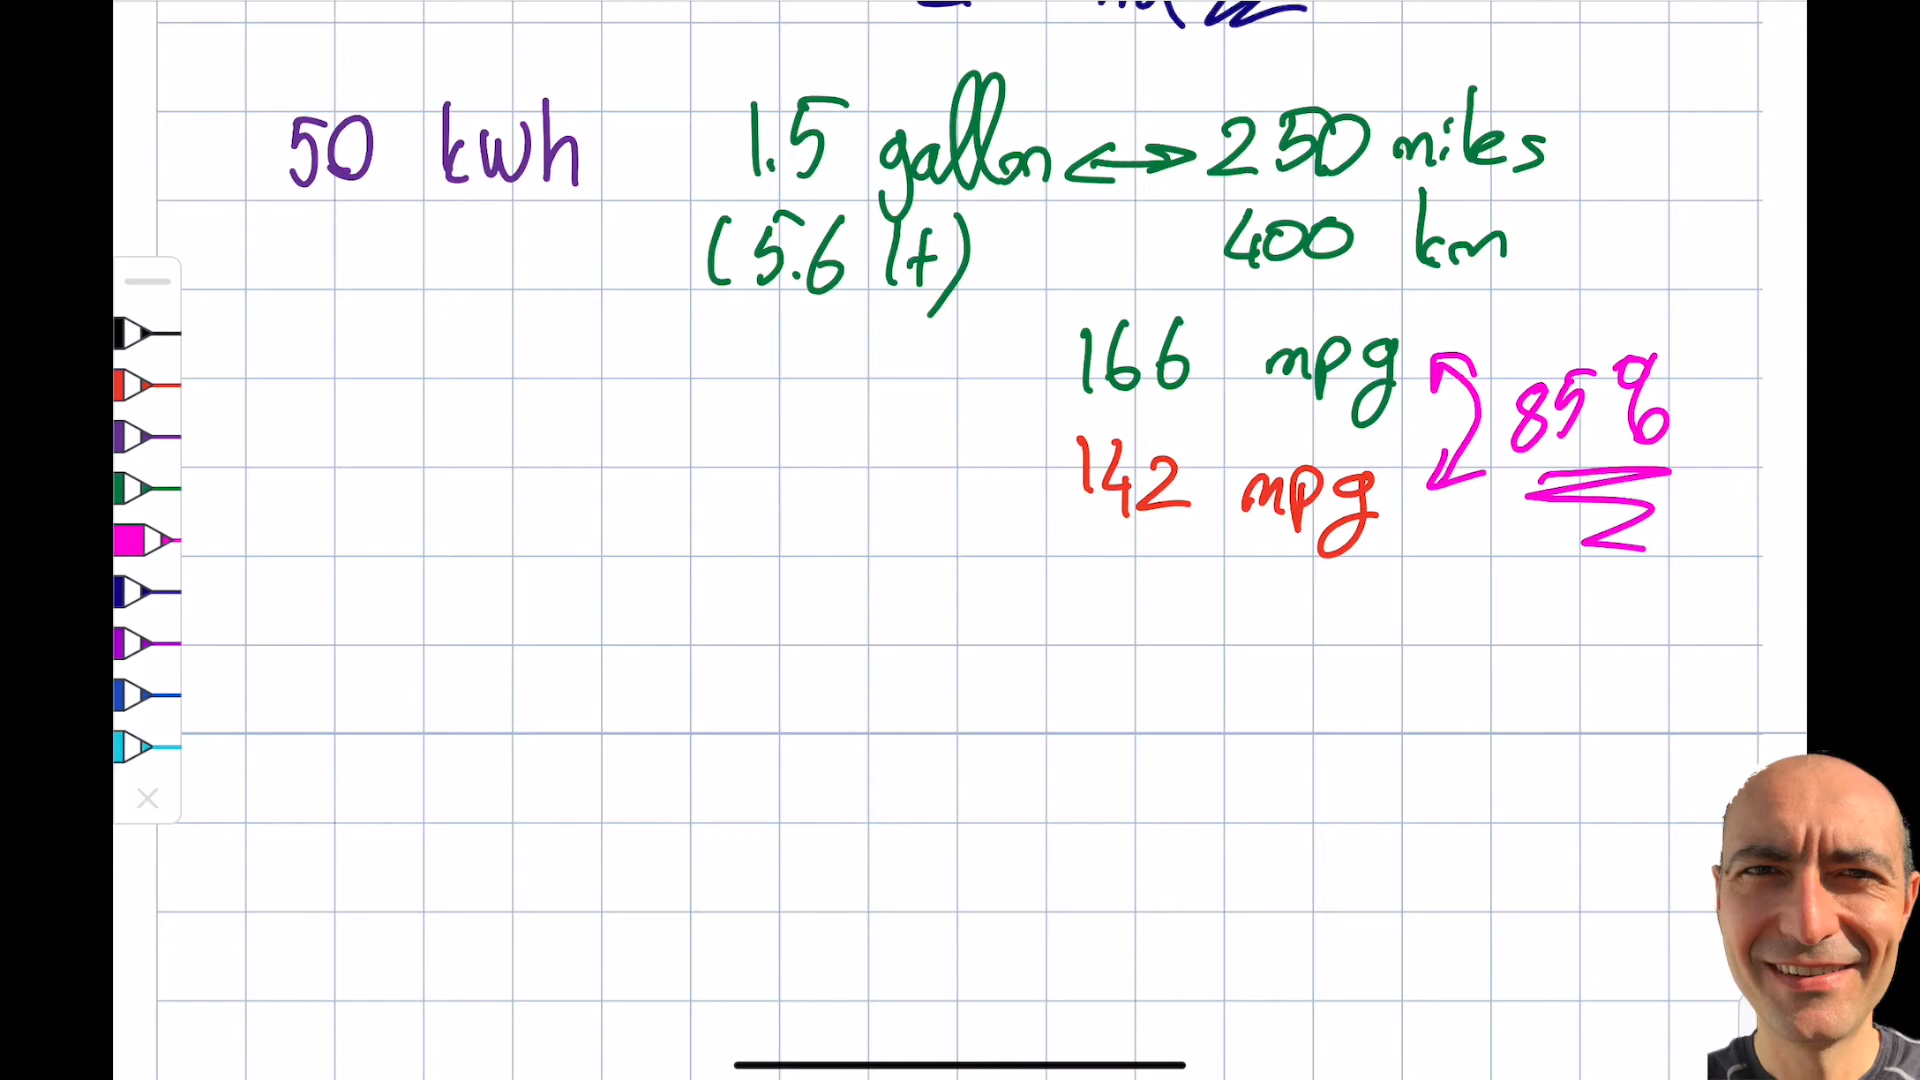 50 kwh 1.5 gallon ↔ 250 miles
(5.6 lt) 400 km
166 mpg
85%
142 mpg